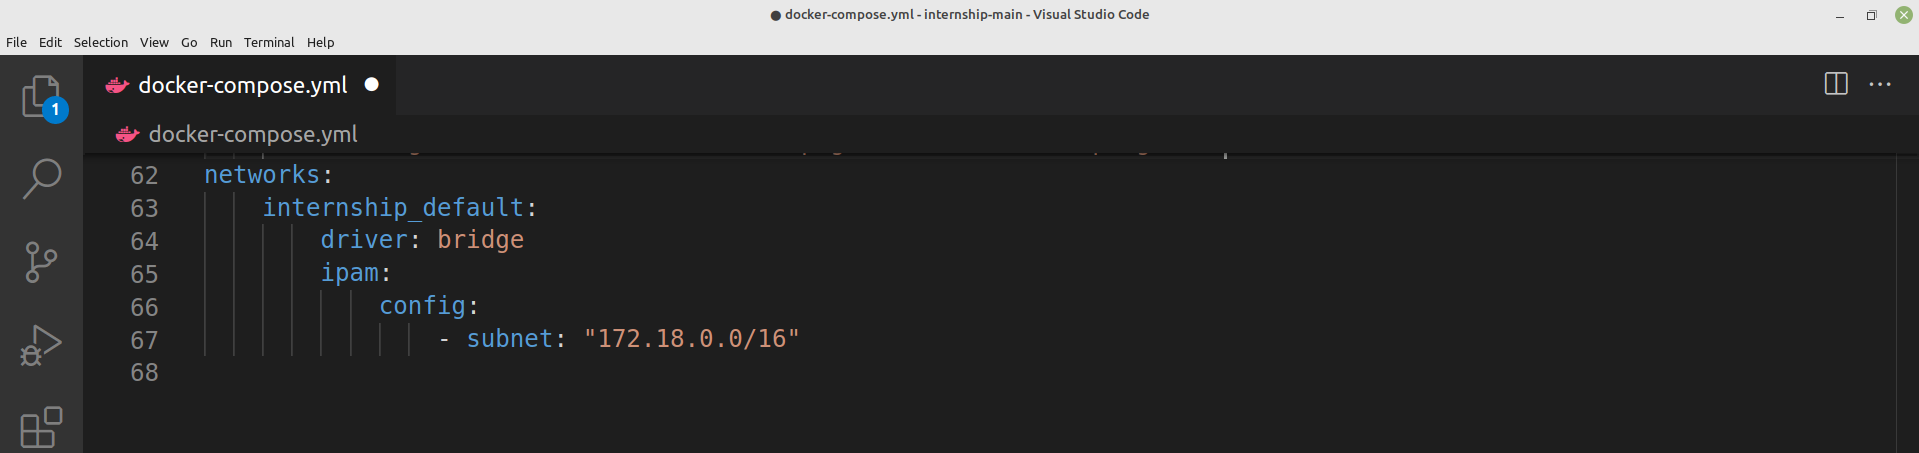 ● docker-compose.yml - internship-main - Visual Studio Code
File Edit Selection View Go Run Terminal Help
docker-compose.yml ●
1
docker-compose.yml
62 networks:
63 internship_default:
64 driver: bridge
65 ipam:
66 config:
67 - subnet: "172.18.0.0/16"
68